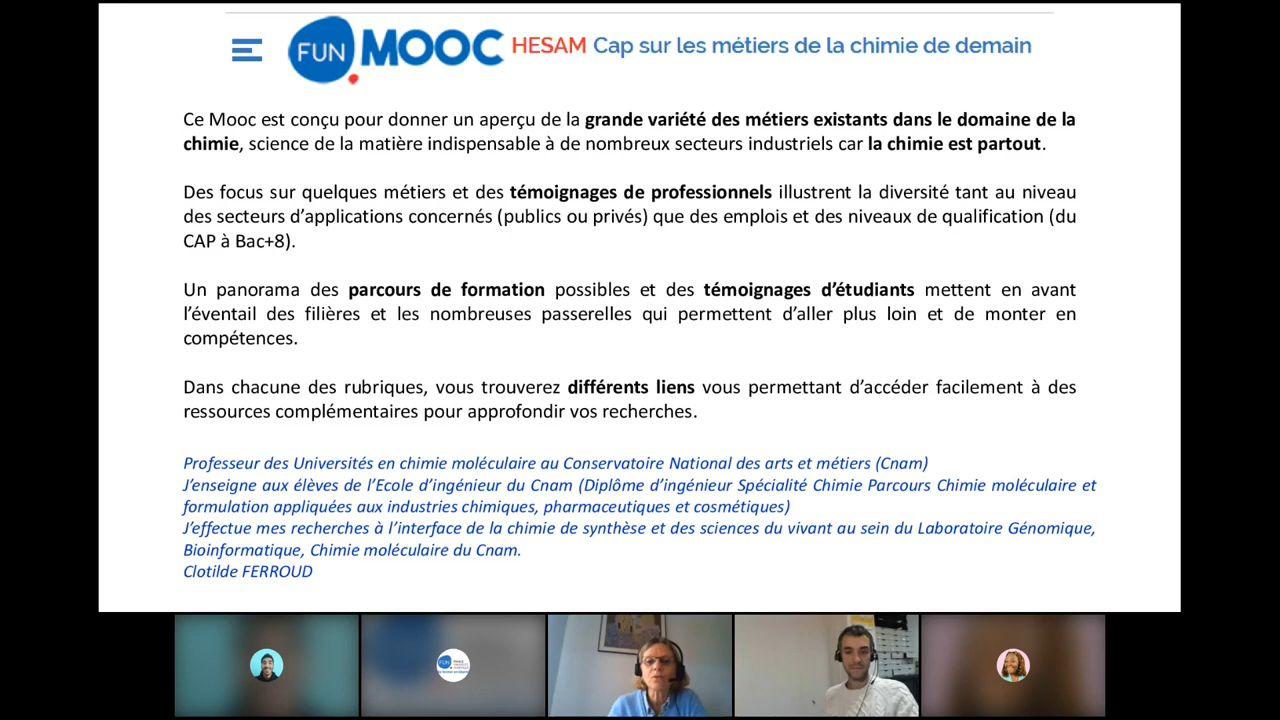 FUN MOOC HESAM Cap sur les métiers de la chimie de demain
Ce Mooc est conçu pour donner un aperçu de la grande variété des métiers existants dans le domaine de la
chimie, science de la matière indispensable à de nombreux secteurs industriels car la chimie est partout.
Des focus sur quelques métiers et des témoignages de professionnels illustrent la diversité tant au niveau
des secteurs d’applications concernés (publics ou privés) que des emplois et des niveaux de qualification (du
CAP à Bac+8).
Un panorama des parcours de formation possibles et des témoignages d’étudiants mettent en avant
l’éventail des filières et les nombreuses passerelles qui permettent d’aller plus loin et de monter en
compétences.
Dans chacune des rubriques, vous trouverez différents liens vous permettant d’accéder facilement à des
ressources complémentaires pour approfondir vos recherches.
Professeur des Universités en chimie moléculaire au Conservatoire National des arts et métiers (Cnam)
J’enseigne aux élèves de l’Ecole d’ingénieur du Cnam (Diplôme d’ingénieur Spécialité Chimie Parcours Chimie moléculaire et
formulation appliquées aux industries chimiques, pharmaceutiques et cosmétiques)
J’effectue mes recherches à l’interface de la chimie de synthèse et des sciences du vivant au sein du Laboratoire Génomique,
Bioinformatique, Chimie moléculaire du Cnam.
Clotilde FERROUD
FUN